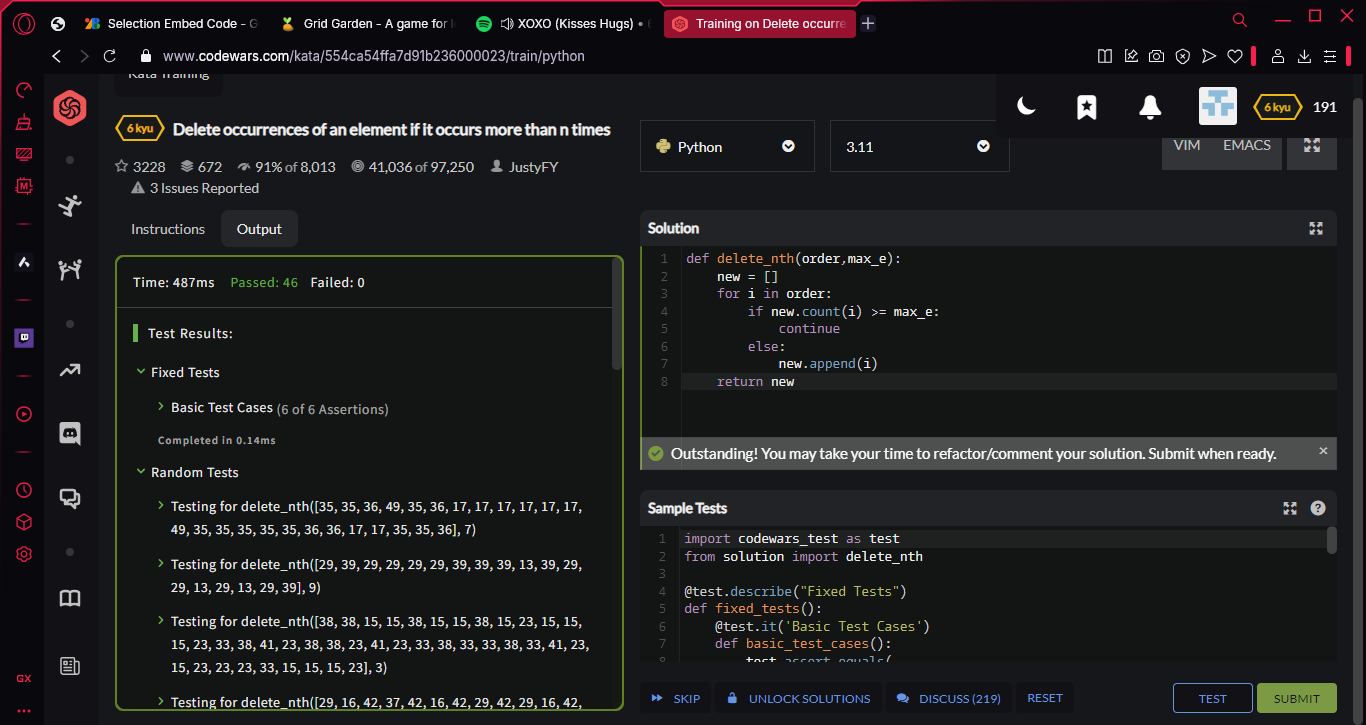 Selection Embed Code - G
Grid Garden - A game for l
XOXO (Kisses Hugs) •
Training on Delete occurre
www.codewars.com/kata/554ca54ffa7d91b236000023/train/python
Kata Training
6 kyu
191
6 kyu Delete occurrences of an element if it occurs more than n times
3228 672 91% of 8,013 41,036 of 97,250 JustyFY
3 Issues Reported
Python
3.11
VIM EMACS
Instructions Output
Time: 487ms Passed: 46 Failed: 0
Test Results:
Fixed Tests
Basic Test Cases (6 of 6 Assertions)
Completed in 0.14ms
Random Tests
Testing for delete_nth([35, 35, 36, 49, 35, 36, 17, 17, 17, 17, 17, 17,
49, 35, 35, 35, 35, 35, 36, 36, 17, 17, 35, 35, 36], 7)
Testing for delete_nth([29, 39, 29, 29, 29, 29, 39, 39, 39, 13, 39, 29,
29, 13, 29, 13, 29, 39], 9)
Testing for delete_nth([38, 38, 15, 15, 38, 15, 15, 38, 15, 23, 15, 15,
15, 23, 33, 38, 41, 23, 38, 38, 23, 41, 23, 33, 38, 33, 33, 38, 33, 41, 23,
15, 23, 23, 23, 33, 15, 15, 15, 23], 3)
Testing for delete_nth([29, 16, 42, 37, 42, 16, 42, 29, 42, 29, 16, 42,
Solution
1 def delete_nth(order,max_e):
2 new = []
3 for i in order:
4 if new.count(i) >= max_e:
5 continue
6 else:
7 new.append(i)
8 return new
Outstanding! You may take your time to refactor/comment your solution. Submit when ready.
Sample Tests
1 import codewars_test as test
2 from solution import delete_nth
3
4 @test.describe("Fixed Tests")
5 def fixed_tests():
6 @test.it('Basic Test Cases')
7 def basic_test_cases():
8 test.assert_equals(
SKIP UNLOCK SOLUTIONS DISCUSS (219) RESET TEST SUBMIT
GX